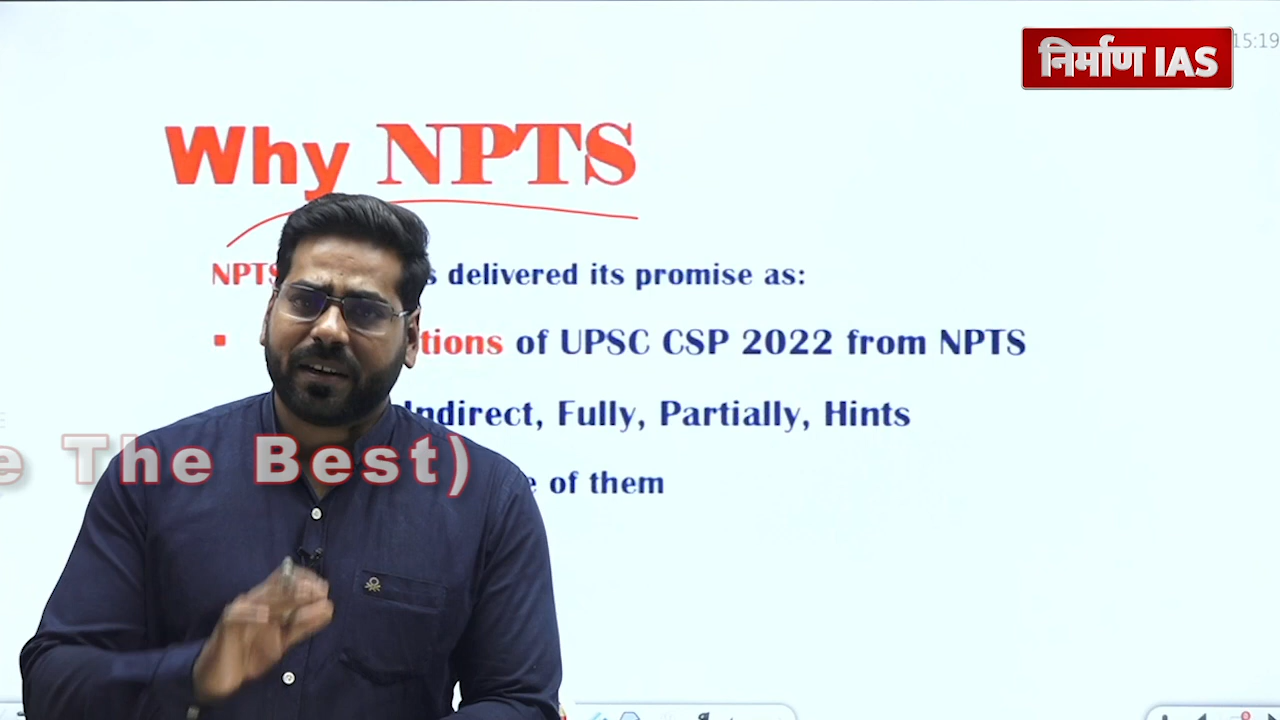 निर्माण IAS
15:19
Why NPTS
NPTS delivered its promise as:
of UPSC CSP 2022 from NPTS
Indirect, Fully, Partially, Hints
The Best)
of them